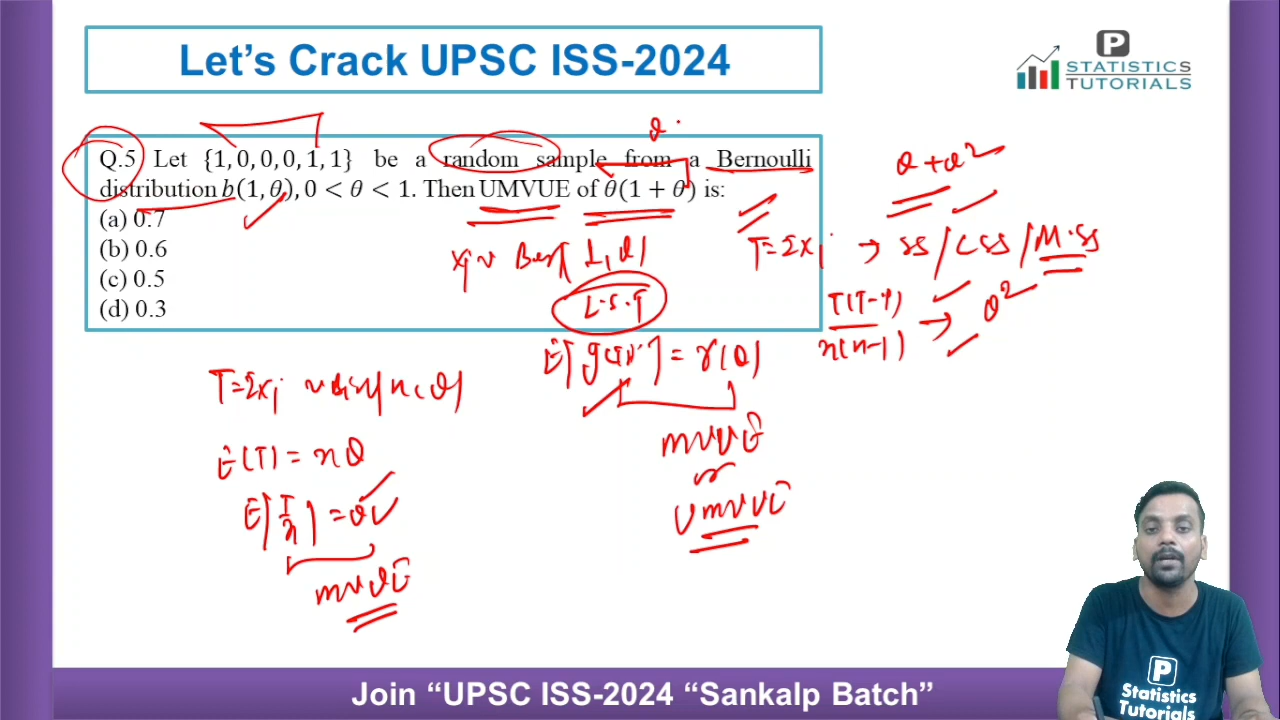 Let's Crack UPSC ISS-2024
P
STATISTICS
TUTORIALS
θ
Q.5 Let {1, 0, 0, 0, 1, 1} be a random sample from a Bernoulli
distribution b(1, θ), 0 < θ < 1. Then UMVUE of θ(1 + θ) is:
(a) 0.7
(b) 0.6
(c) 0.5
(d) 0.3
θ + θ²
T = Σxi → SS / CSS / M.SS
L.S.T
T(T-1)
n(n-1) → θ²
E[g(T)] = γ(θ)
MVUE
or
UMVUE
T = Σxi ~ Bin(n, θ)
E(T) = nθ
E[T/n] = θ
MVUE
P
Statistics
Tutorials
Join “UPSC ISS-2024 “Sankalp Batch”